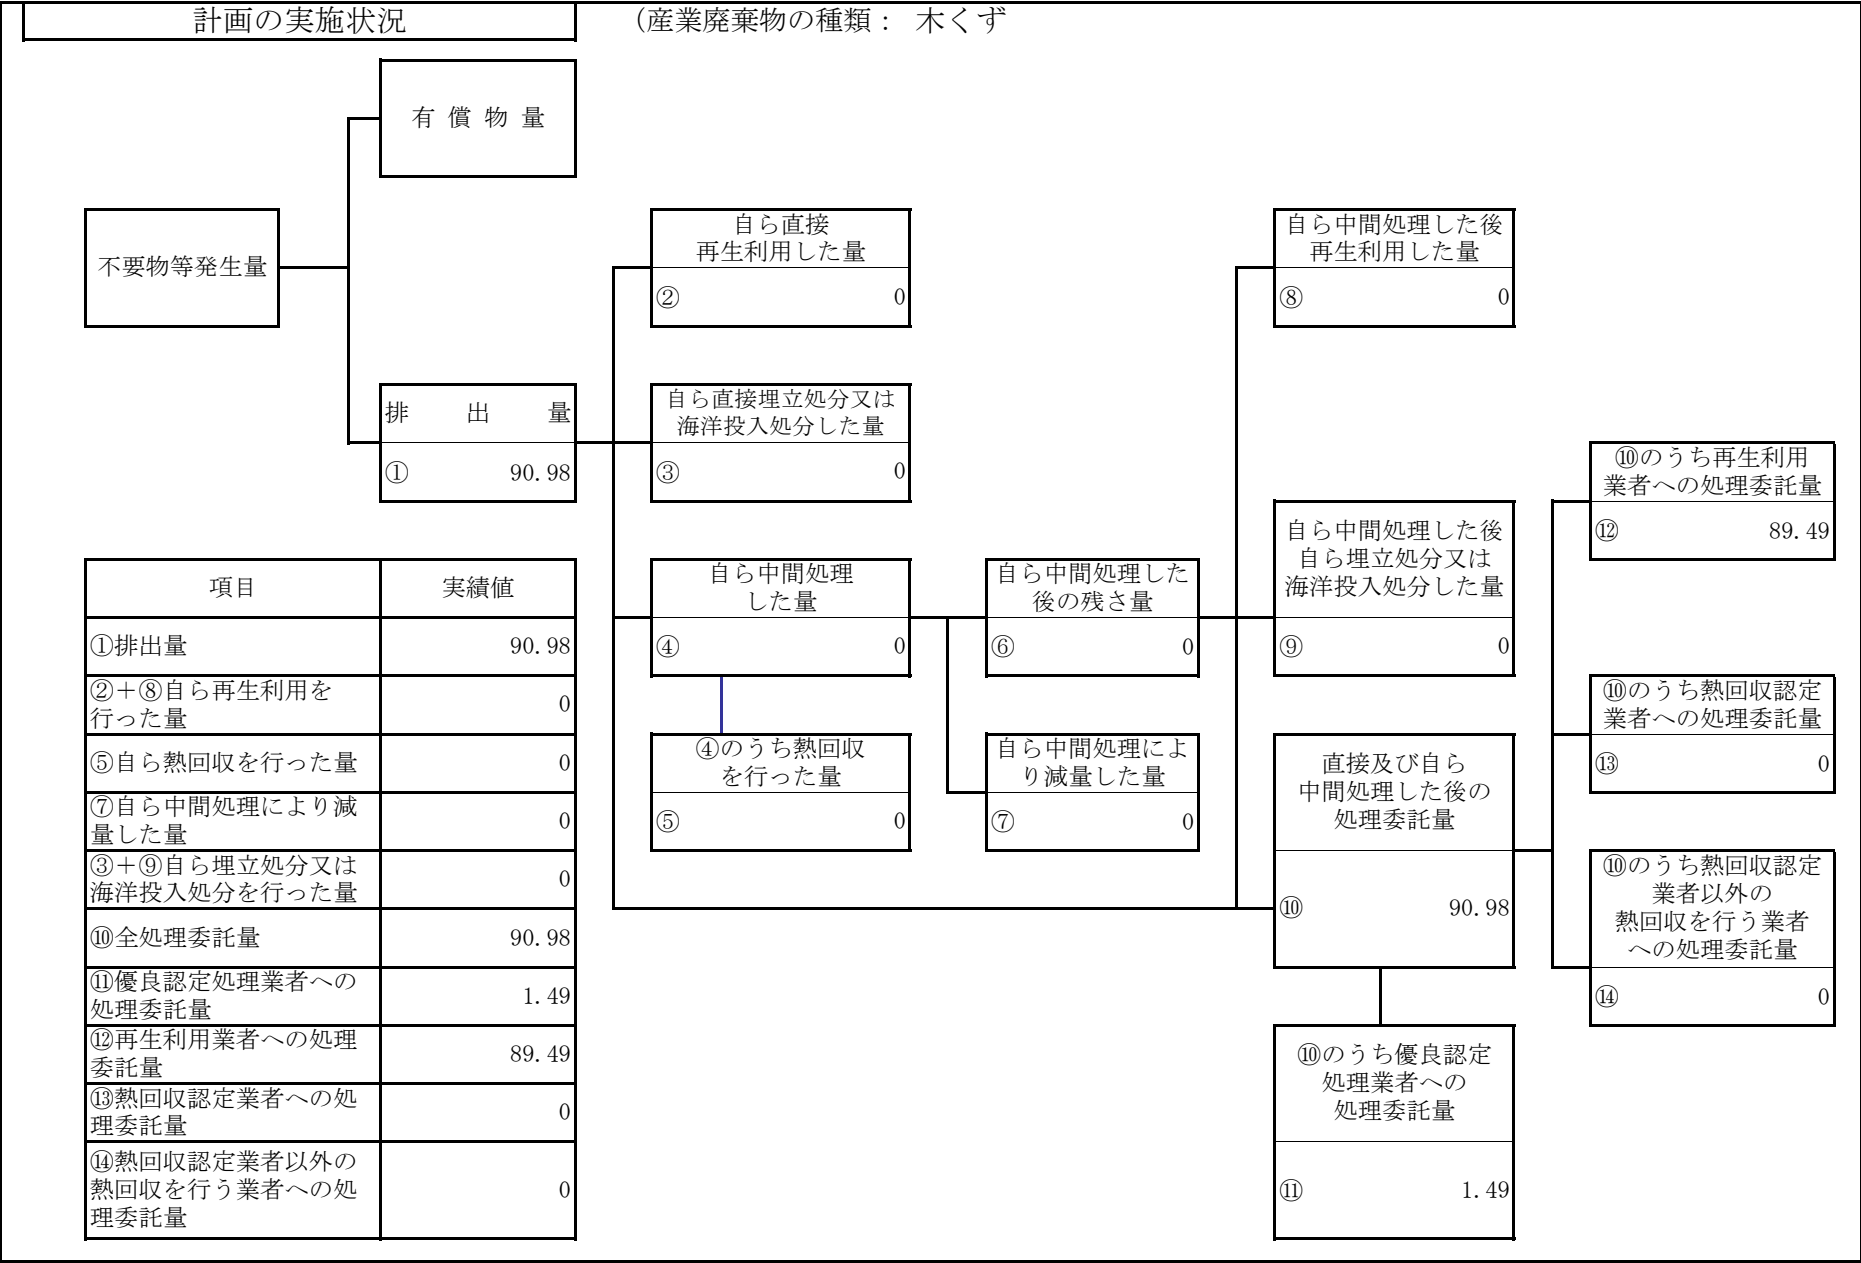 計画の実施状況
（産業廃棄物の種類： 木くず
有償物量
不要物等発生量
排出量
① 90.98
自ら直接
再生利用した量
② 0
自ら直接埋立処分又は
海洋投入処分した量
③ 0
自ら中間処理
した量
④ 0
④のうち熱回収
を行った量
⑤ 0
自ら中間処理した
後の残さ量
⑥ 0
自ら中間処理によ
り減量した量
⑦ 0
自ら中間処理した後
再生利用した量
⑧ 0
自ら中間処理した後
自ら埋立処分又は
海洋投入処分した量
⑨ 0
直接及び自ら
中間処理した後の
処理委託量
⑩ 90.98
⑩のうち優良認定
処理業者への
処理委託量
⑪ 1.49
⑩のうち再生利用
業者への処理委託量
⑫ 89.49
⑩のうち熱回収認定
業者への処理委託量
⑬ 0
⑩のうち熱回収認定
業者以外の
熱回収を行う業者
への処理委託量
⑭ 0
項目 実績値
①排出量 90.98
②＋⑧自ら再生利用を
行った量 0
⑤自ら熱回収を行った量 0
⑦自ら中間処理により減
量した量 0
③＋⑨自ら埋立処分又は
海洋投入処分を行った量 0
⑩全処理委託量 90.98
⑪優良認定処理業者への
処理委託量 1.49
⑫再生利用業者への処理
委託量 89.49
⑬熱回収認定業者への処
理委託量 0
⑭熱回収認定業者以外の
熱回収を行う業者への処
理委託量 0